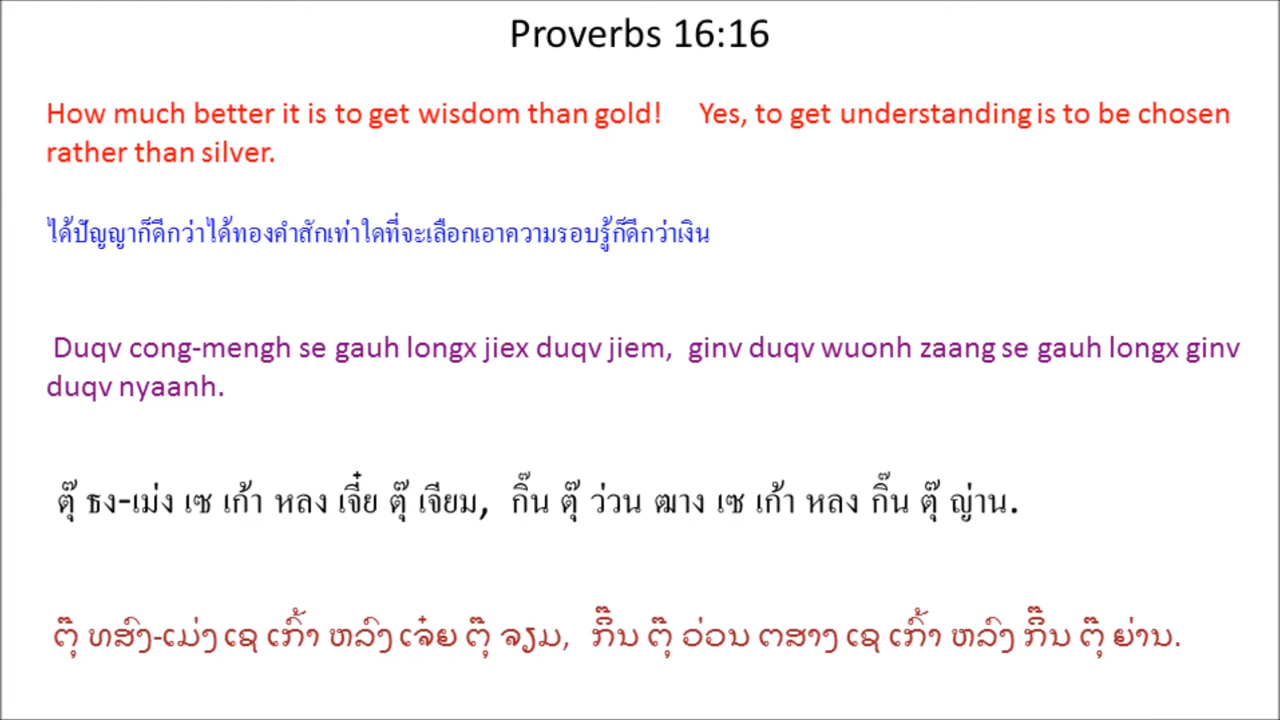 Proverbs 16:16
How much better it is to get wisdom than gold! Yes, to get understanding is to be chosen
rather than silver.
ได้ปัญญาก็ดีกว่าได้ทองคำสักเท่าใดที่จะเลือกเอาความรอบรู้ก็ดีกว่าเงิน
Duqv cong-mengh se gauh longx jiex duqv jiem, ginv duqv wuonh zaang se gauh longx ginv
duqv nyaanh.
ตุ๊ ธง-เม่ง เซ เก้า หลง เจี๋ย ตุ๊ เจียม, กิ๊น ตุ๊ ว่วน ฒาง เซ เก้า หลง กิ๊น ตุ๊ ญ่าน.
ຕຸ໊ ທສົງ-ເມ່ງ ເຊ ເກົ້າ ຫລົງ ເຈ໋ຍ ຕຸ໊ ຈຽມ, ກິ໊ນ ຕຸ໊ ວ່ວນ ຕສາງ ເຊ ເກົ້າ ຫລົງ ກິ໊ນ ຕຸ໊ ຍ່ານ.